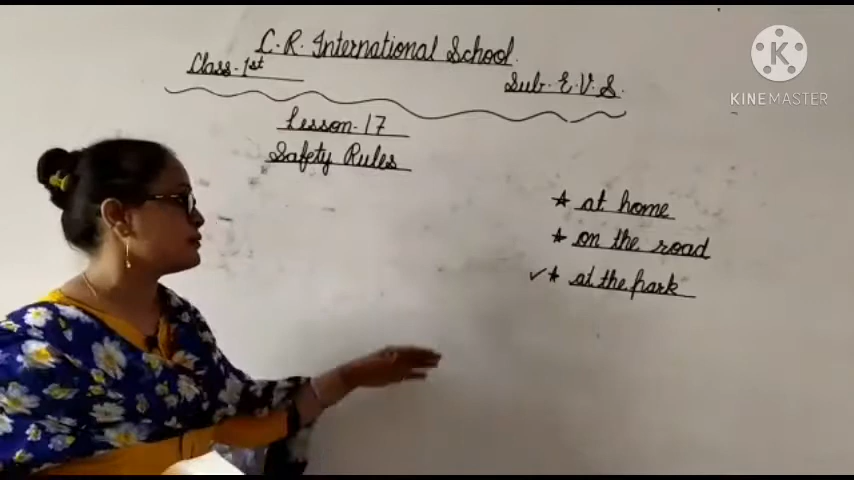 C.R. International School.
Class-1st
Sub-E.V.S.
Lesson-17
Safety Rules
★ at home
★ on the road
✓★ at the park
KINEMASTER